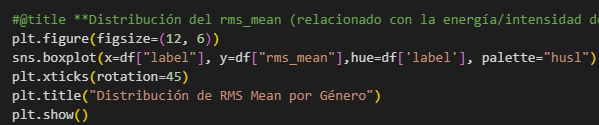 #@title **Distribución del rms_mean (relacionado con la energía/intensidad d
plt.figure(figsize=(12, 6))
sns.boxplot(x=df["label"], y=df["rms_mean"],hue=df['label'], palette="husl")
plt.xticks(rotation=45)
plt.title("Distribución de RMS Mean por Género")
plt.show()